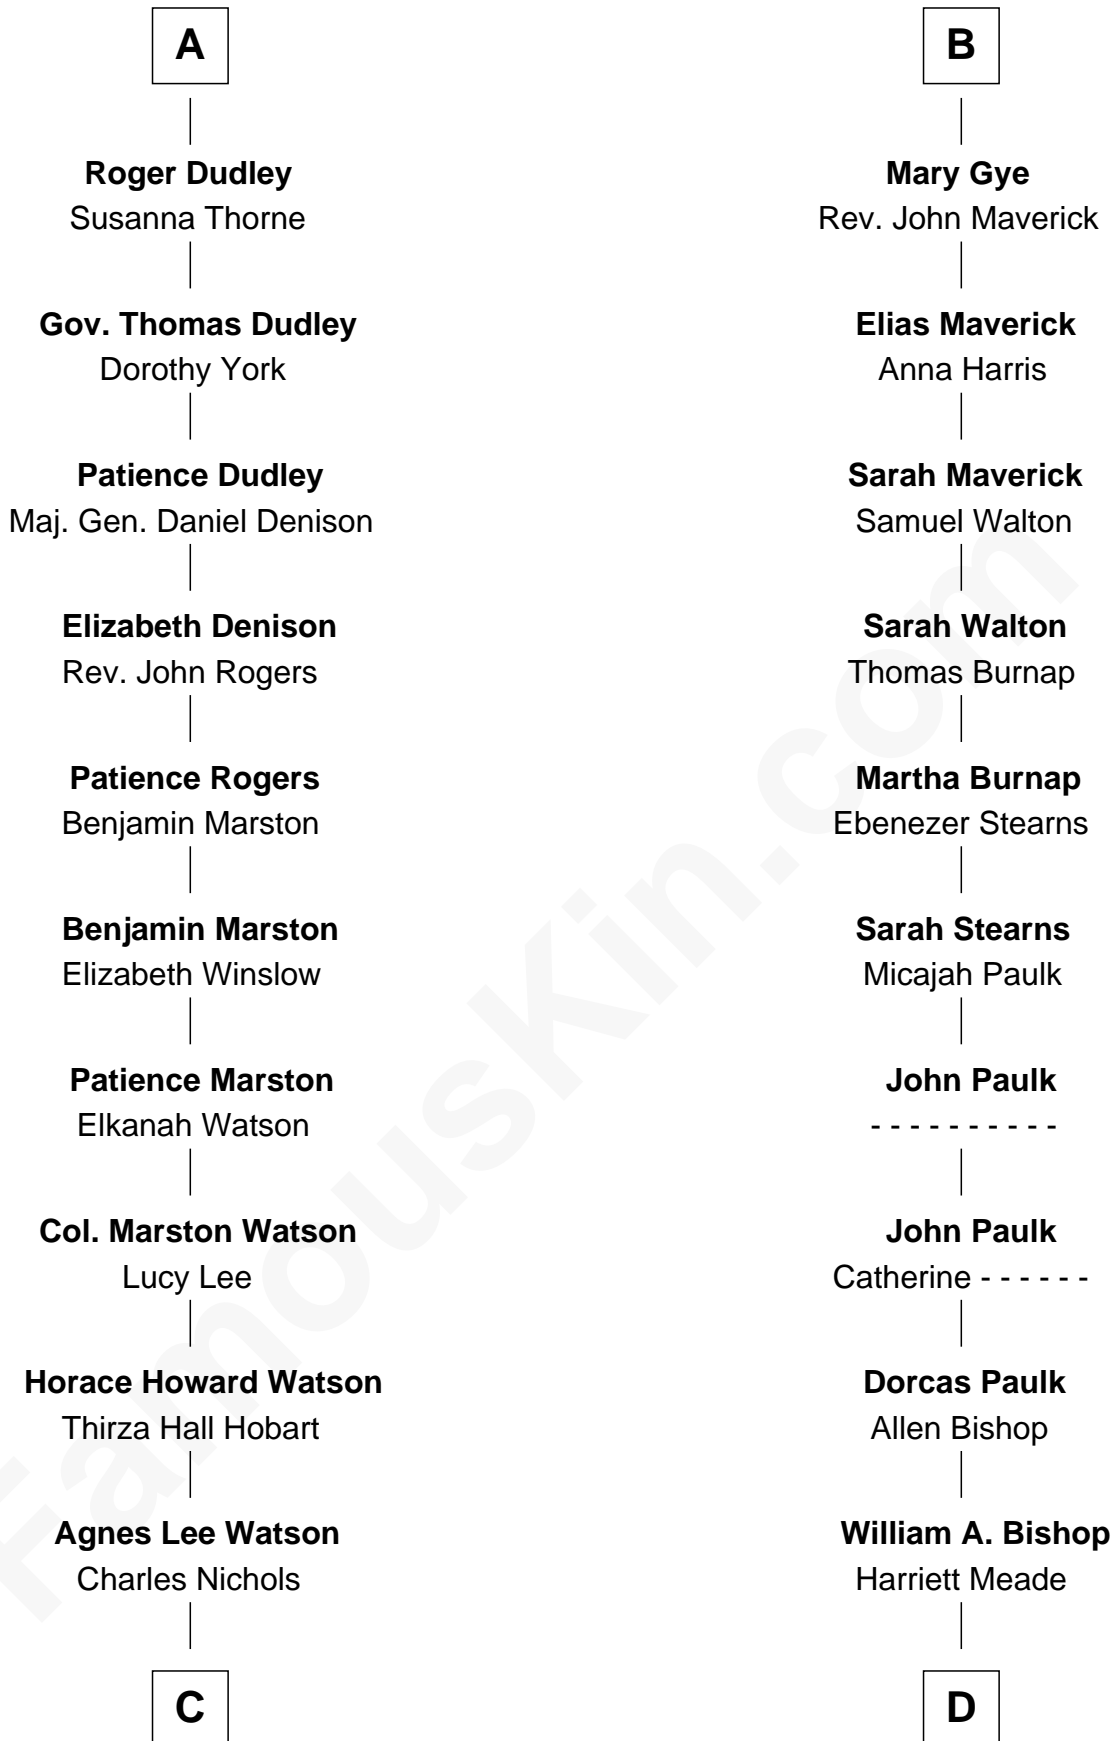 A
Roger Dudley
Susanna Thorne
Gov. Thomas Dudley
Dorothy York
Patience Dudley
Maj. Gen. Daniel Denison
Elizabeth Denison
Rev. John Rogers
Patience Rogers
Benjamin Marston
Benjamin Marston
Elizabeth Winslow
Patience Marston
Elkanah Watson
Col. Marston Watson
Lucy Lee
Horace Howard Watson
Thirza Hall Hobart
Agnes Lee Watson
Charles Nichols
C
B
Mary Gye
Rev. John Maverick
Elias Maverick
Anna Harris
Sarah Maverick
Samuel Walton
Sarah Walton
Thomas Burnap
Martha Burnap
Ebenezer Stearns
Sarah Stearns
Micajah Paulk
John Paulk
- - - - - - - - - -
John Paulk
Catherine - - - - - -
Dorcas Paulk
Allen Bishop
William A. Bishop
Harriett Meade
D
FamousKin.com